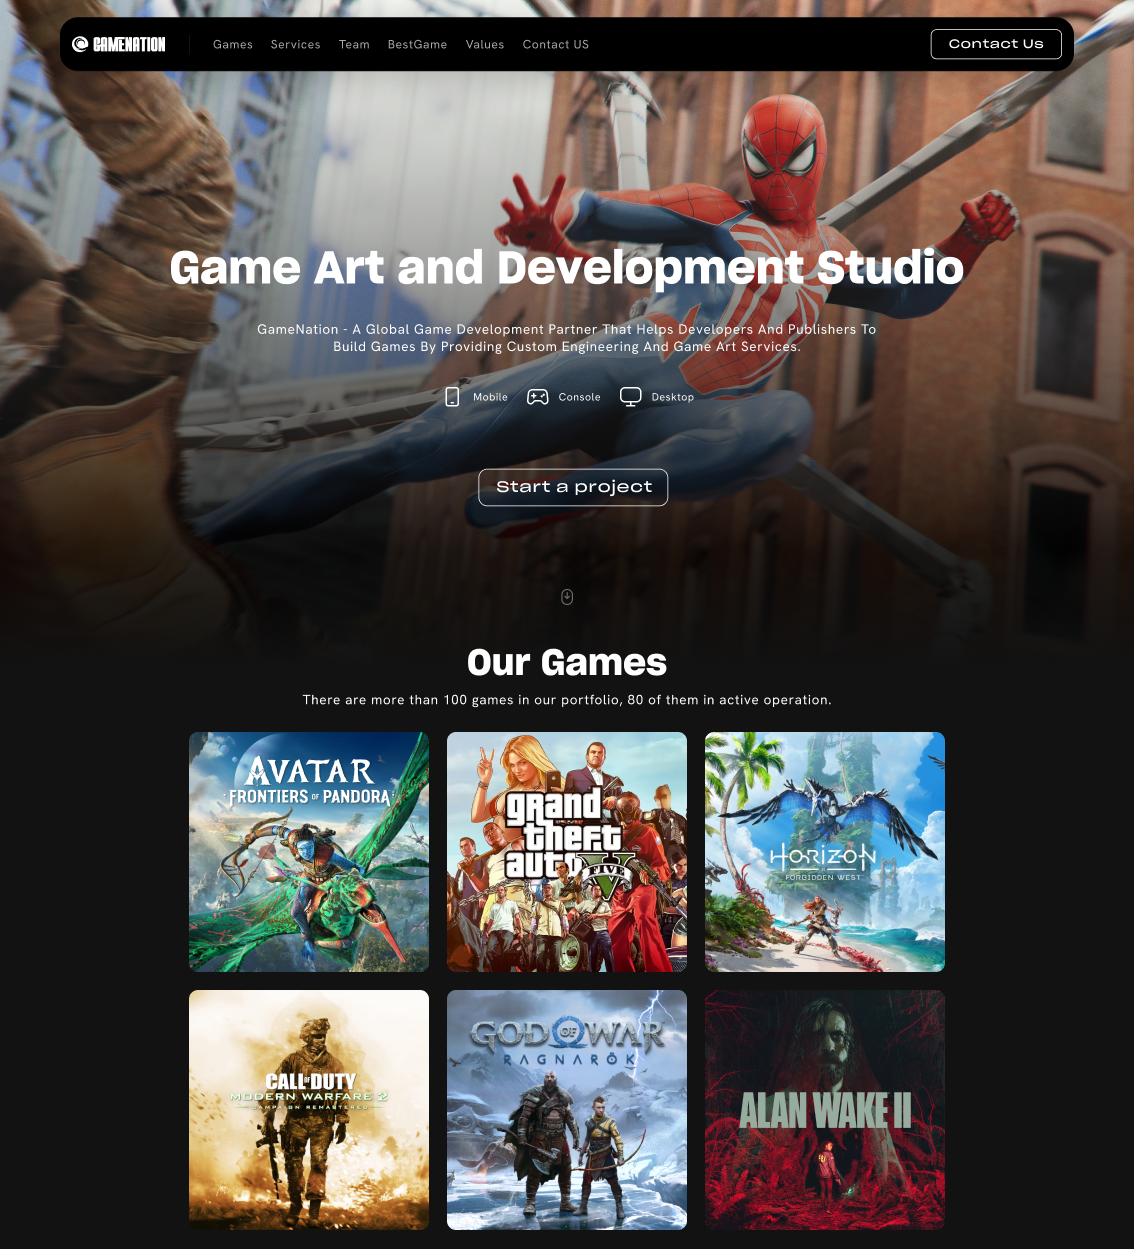 GAMENATION
Games Services Team BestGame Values Contact US
Contact Us
Game Art and Development Studio
GameNation - A Global Game Development Partner That Helps Developers And Publishers To
Build Games By Providing Custom Engineering And Game Art Services.
Mobile Console Desktop
Start a project
Our Games
There are more than 100 games in our portfolio, 80 of them in active operation.
AVATAR
FRONTIERS OF PANDORA
grand
theft
auto V
FIVE
HORIZON
FORBIDDEN WEST
CALL OF DUTY
MODERN WARFARE 2
CAMPAIGN REMASTERED
GOD OF WAR
RAGNARÖK
ALAN WAKE II